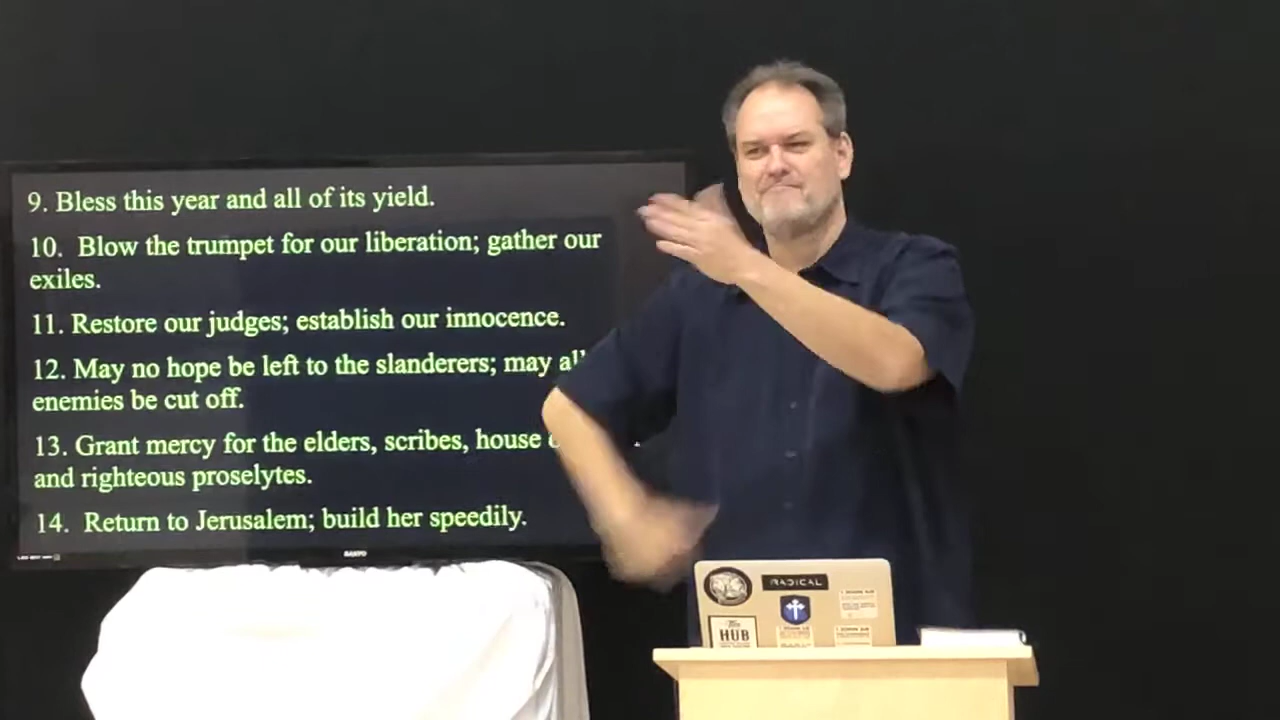 9. Bless this year and all of its yield.
10. Blow the trumpet for our liberation; gather our
exiles.
11. Restore our judges; establish our innocence.
12. May no hope be left to the slanderers; may all
enemies be cut off.
13. Grant mercy for the elders, scribes, house
and righteous proselytes.
14. Return to Jerusalem; build her speedily.
SANYO
RADICAL
The
HUB